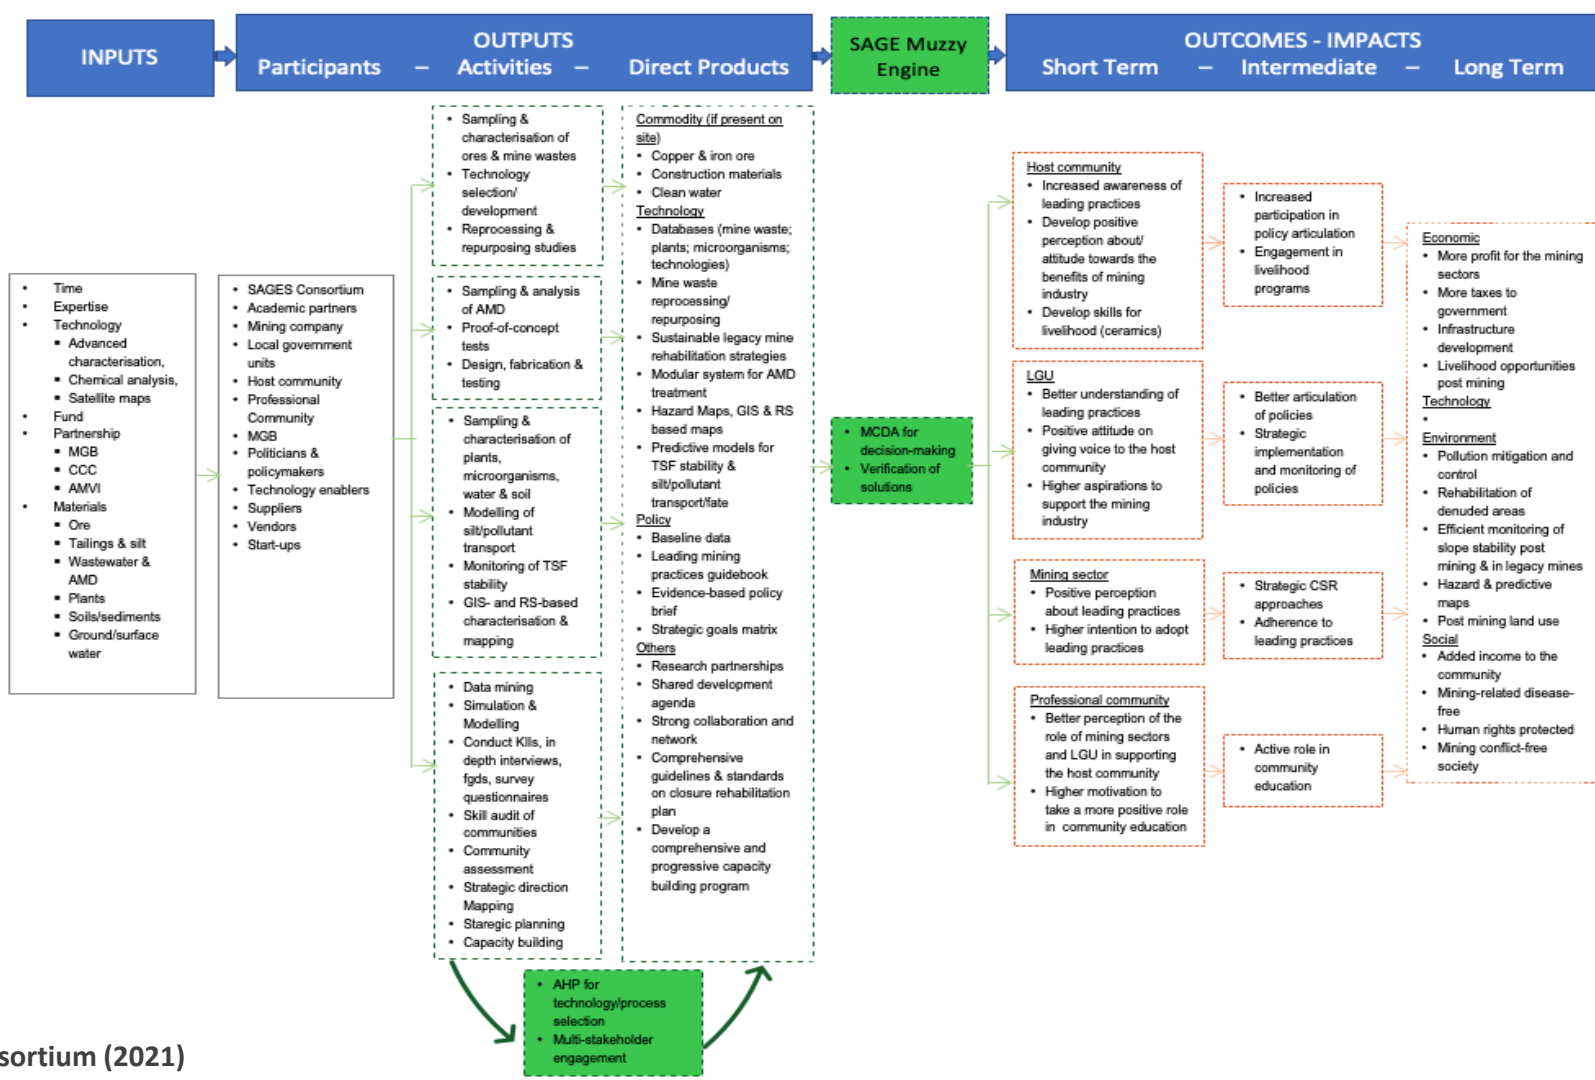 INPUTS
OUTPUTS
Participants – Activities – Direct Products
SAGE Muzzy
Engine
OUTCOMES - IMPACTS
Short Term – Intermediate – Long Term
• Time
• Expertise
• Technology
▪ Advanced
characterisation,
▪ Chemical analysis,
▪ Satellite maps
• Fund
• Partnership
▪ MGB
▪ CCC
▪ AMVI
• Materials
▪ Ore
▪ Tailings & silt
▪ Wastewater &
AMD
▪ Plants
▪ Soils/sediments
▪ Ground/surface
water
• SAGES Consortium
• Academic partners
• Mining company
• Local government
units
• Host community
• Professional
Community
• MGB
• Politicians &
policymakers
• Technology enablers
• Suppliers
• Vendors
• Start-ups
• Sampling &
characterisation of
ores & mine wastes
• Technology
selection/
development
• Reprocessing &
repurposing studies
• Sampling & analysis
of AMD
• Proof-of-concept
tests
• Design, fabrication &
testing
• Sampling &
characterisation of
plants,
microorganisms,
water & soil
• Modelling of
silt/pollutant
transport
• Monitoring of TSF
stability
• GIS- and RS-based
characterisation &
mapping
• Data mining
• Simulation &
Modelling
• Conduct KIIs, in
depth interviews,
fgds, survey
questionnaires
• Skill audit of
communities
• Community
assessment
• Strategic direction
Mapping
• Staregic planning
• Capacity building
Commodity (if present on
site)
• Copper & iron ore
• Construction materials
• Clean water
Technology
• Databases (mine waste;
plants; microorganisms;
technologies)
• Mine waste
reprocessing/
repurposing
• Sustainable legacy mine
rehabilitation strategies
• Modular system for AMD
treatment
• Hazard Maps, GIS & RS
based maps
• Predictive models for
TSF stability &
silt/pollutant
transport/fate
Policy
• Baseline data
• Leading mining
practices guidebook
• Evidence-based policy
brief
• Strategic goals matrix
Others
• Research partnerships
• Shared development
agenda
• Strong collaboration and
network
• Comprehensive
guidelines & standards
on closure rehabilitation
plan
• Develop a
comprehensive and
progressive capacity
building program
• AHP for
technology/process
selection
• Multi-stakeholder
engagement
• MCDA for
decision-making
• Verification of
solutions
Host community
• Increased awareness of
leading practices
• Develop positive
perception about/
attitude towards the
benefits of mining
industry
• Develop skills for
livelihood (ceramics)
LGU
• Better understanding of
leading practices
• Positive attitude on
giving voice to the host
community
• Higher aspirations to
support the mining
industry
Mining sector
• Positive perception
about leading practices
• Higher intention to adopt
leading practices
Professional community
• Better perception of the
role of mining sectors
and LGU in supporting
the host community
• Higher motivation to
take a more positive role
in community education
• Increased
participation in
policy articulation
• Engagement in
livelihood
programs
• Better articulation
of policies
• Strategic
implementation
and monitoring of
policies
• Strategic CSR
approaches
• Adherence to
leading practices
• Active role in
community
education
Economic
• More profit for the mining
sectors
• More taxes to
government
• Infrastructure
development
• Livelihood opportunities
post mining
Technology
•
Environment
• Pollution mitigation and
control
• Rehabilitation of
denuded areas
• Efficient monitoring of
slope stability post
mining & in legacy mines
• Hazard & predictive
maps
• Post mining land use
Social
• Added income to the
community
• Mining-related disease-
free
• Human rights protected
• Mining conflict-free
society
sortium (2021)